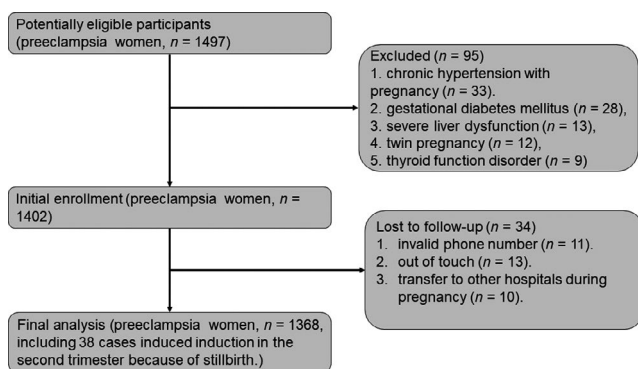 Potentially eligible participants
(preeclampsia women, n = 1497)
Excluded (n = 95)
1. chronic hypertension with
pregnancy (n = 33).
2. gestational diabetes mellitus (n = 28),
3. severe liver dysfunction (n = 13),
4. twin pregnancy (n = 12),
5. thyroid function disorder (n = 9)
Initial enrollment (preeclampsia women, n =
1402)
Lost to follow-up (n = 34)
1. invalid phone number (n = 11).
2. out of touch (n = 13).
3. transfer to other hospitals during
pregnancy (n = 10).
Final analysis (preeclampsia women, n = 1368,
including 38 cases induced induction in the
second trimester because of stillbirth.)